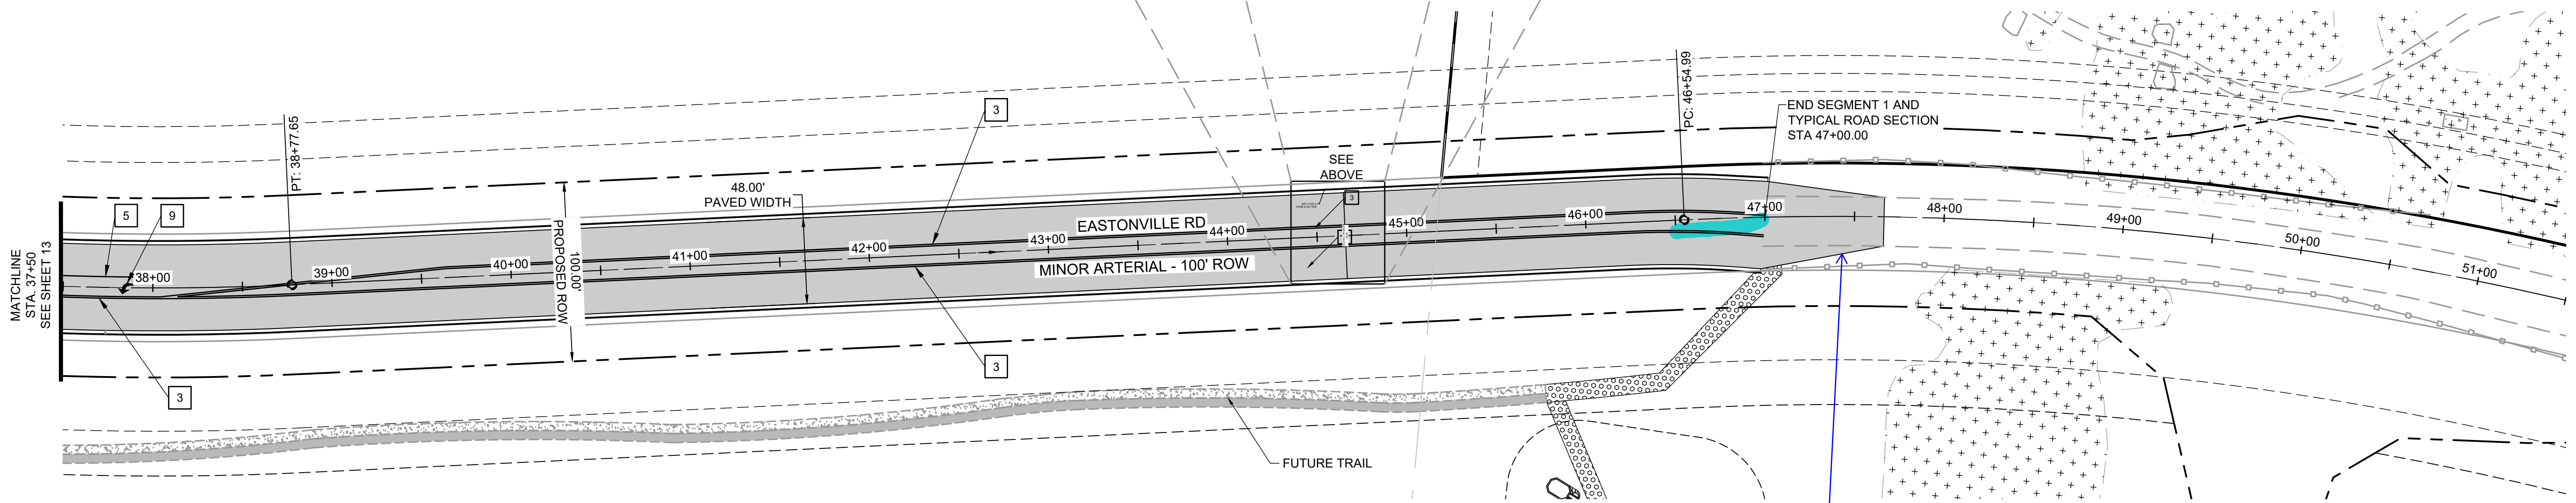 MATCHLINE
STA. 37+50
SEE SHEET 13
5
9
3
38+00
PT: 38+77.65
39+00
40+00
PROPOSED ROW
100.00'
41+00
48.00'
PAVED WIDTH
42+00
3
3
43+00
EASTONVILLE RD
MINOR ARTERIAL - 100' ROW
44+00
SEE
ABOVE
3
45+00
46+00
PC: 46+54.99
47+00
END SEGMENT 1 AND
TYPICAL ROAD SECTION
STA 47+00.00
48+00
49+00
50+00
51+00
FUTURE TRAIL